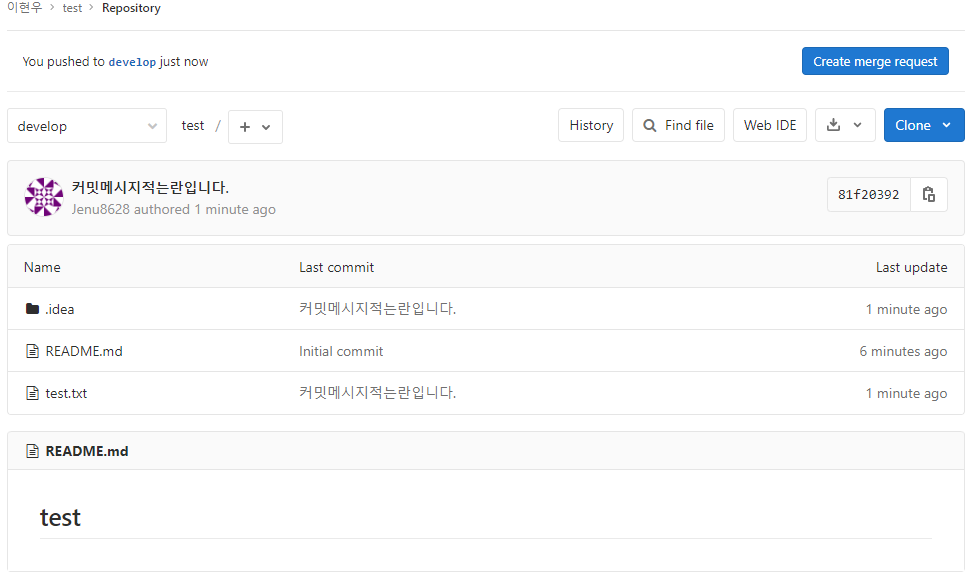 이현우 > test > Repository
You pushed to develop just now
Create merge request
develop
test / +
History
Find file
Web IDE
Clone
커밋메시지적는란입니다.
Jenu8628 authored 1 minute ago
81f20392
Name Last commit Last update
.idea 커밋메시지적는란입니다. 1 minute ago
README.md Initial commit 6 minutes ago
test.txt 커밋메시지적는란입니다. 1 minute ago
README.md
test